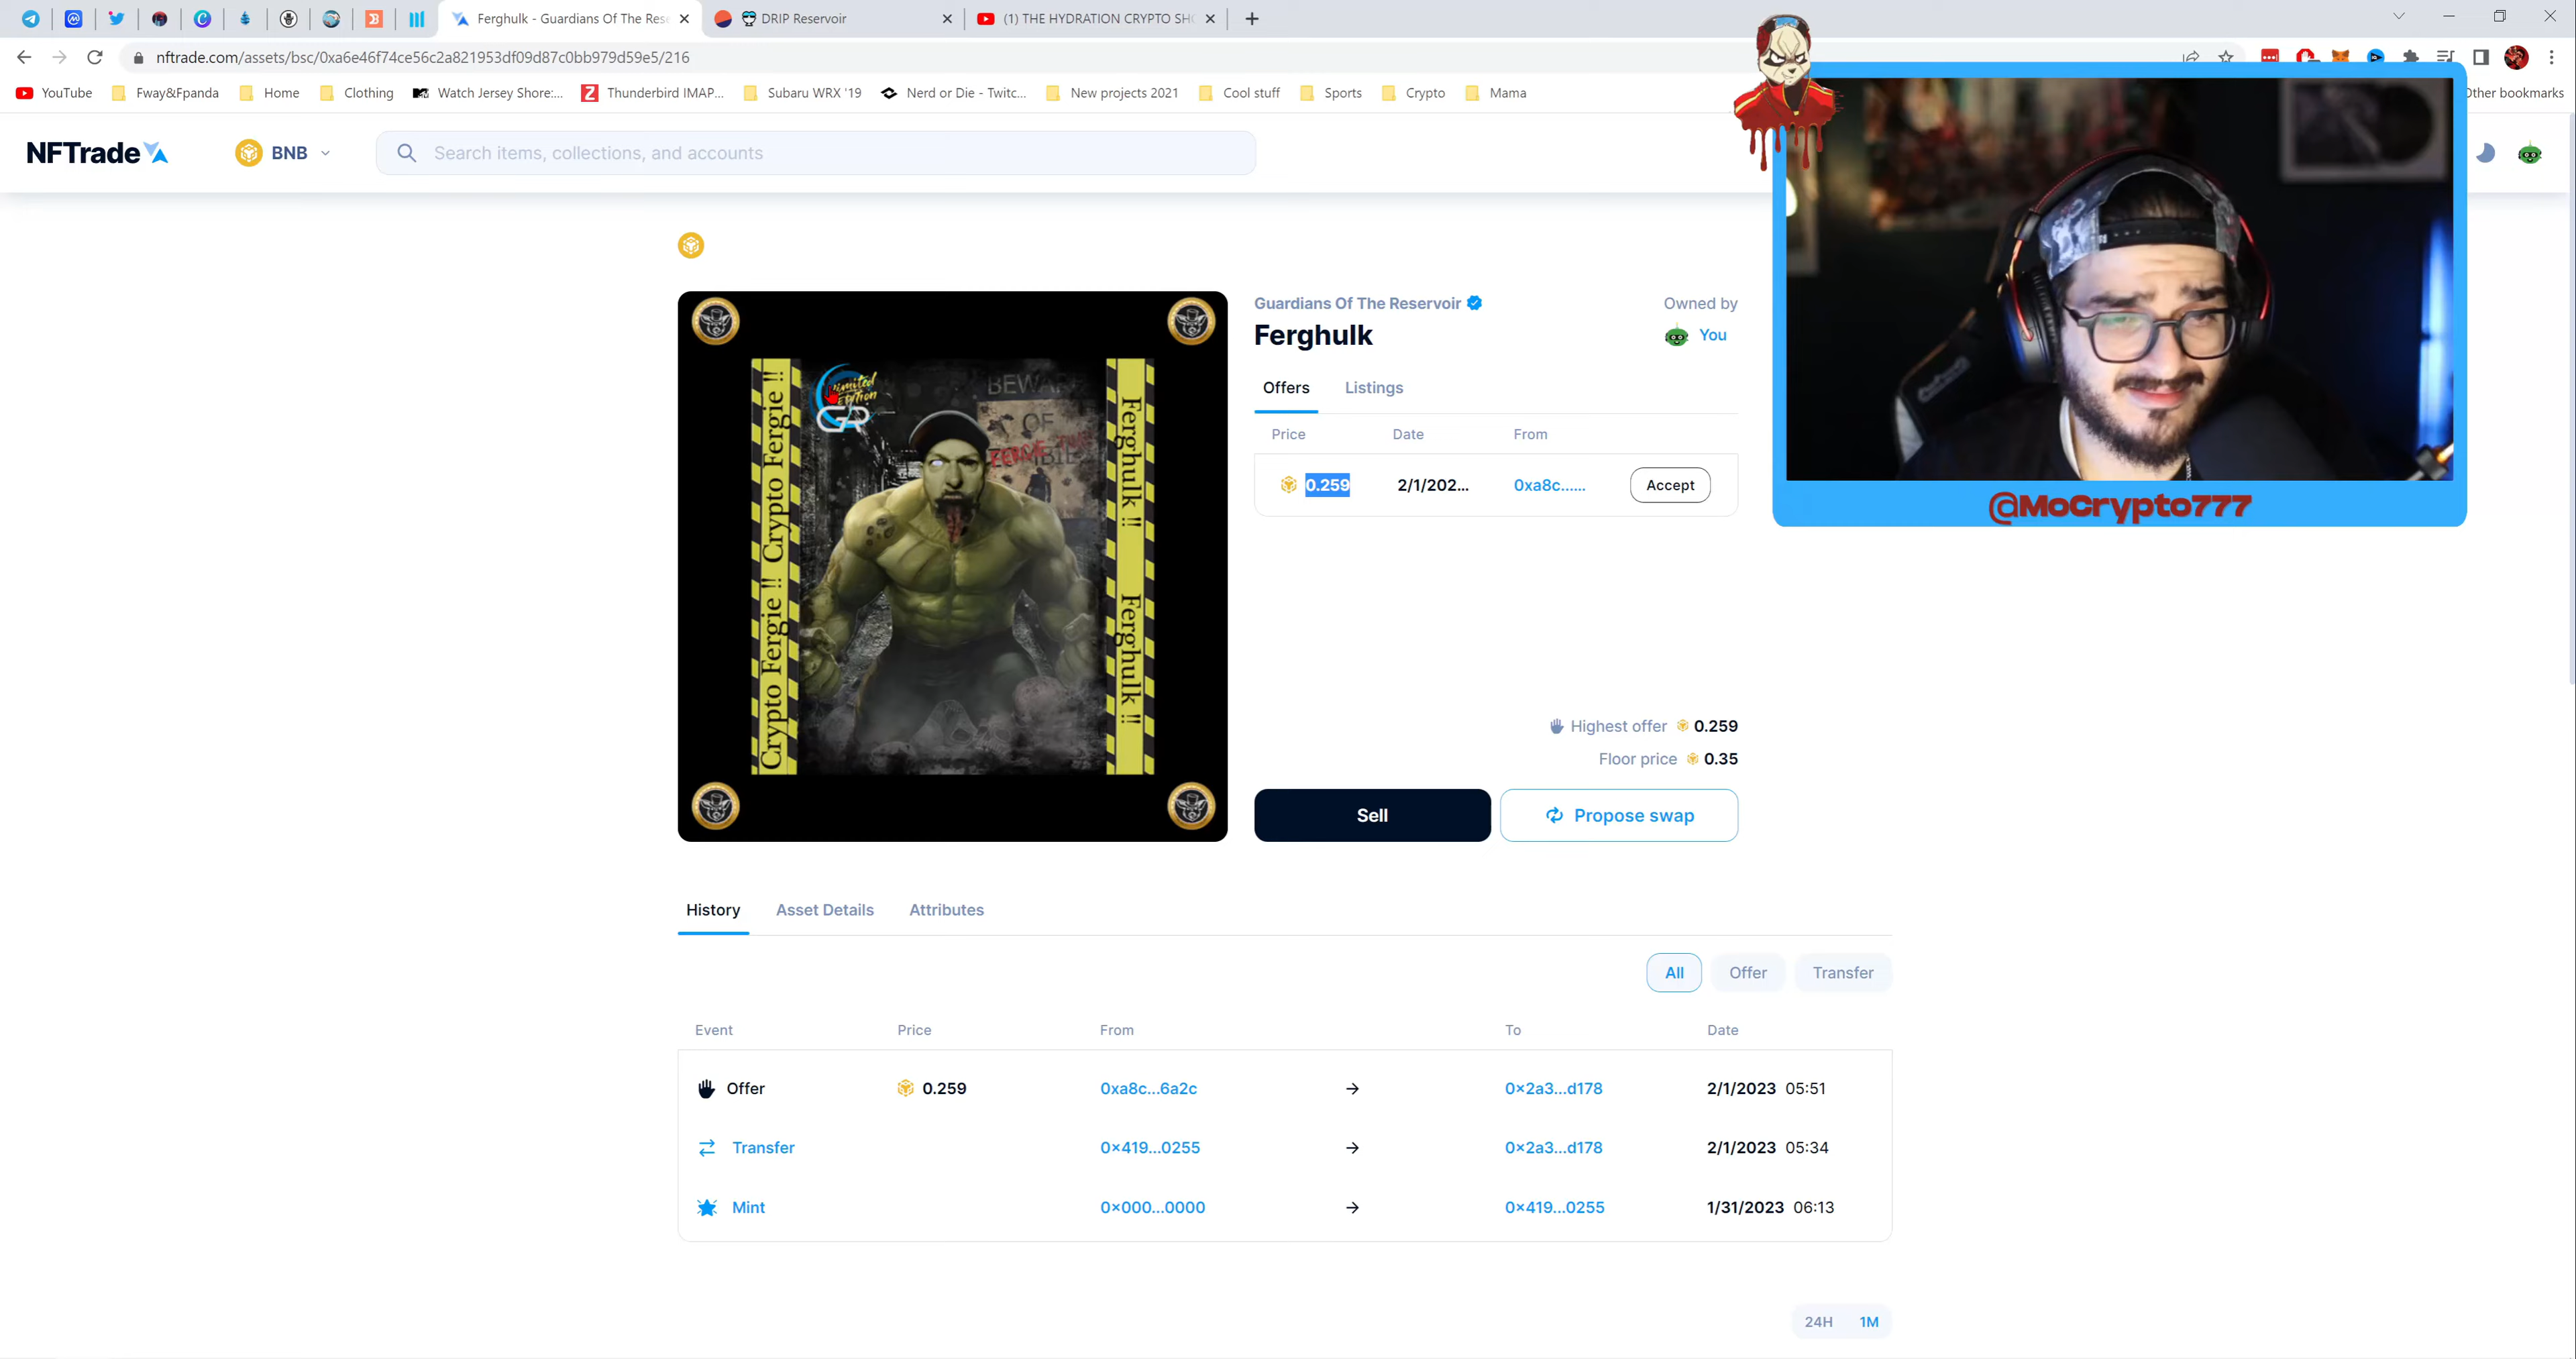 Ferghulk - Guardians Of The Rese
DRIP Reservoir
(1) THE HYDRATION CRYPTO SH
nftrade.com/assets/bsc/0xa6e46f74ce56c2a821953df09d87c0bb979d59e5/216
YouTube
Fway&Fpanda
Home
Clothing
Watch Jersey Shore:...
Thunderbird IMAP...
Subaru WRX '19
Nerd or Die - Twitc...
New projects 2021
Cool stuff
Sports
Crypto
Mama
Other bookmarks
NFTrade
BNB
Search items, collections, and accounts
Guardians Of The Reservoir
Owned by
Ferghulk
You
Offers
Listings
Price
Date
From
0.259
2/1/202...
0xa8c......
Accept
@MoCrypto777
Limited
Edition
GR
BEWAR
OF
Crypto Fergie !! Crypto Fergie !!
Ferghulk !! Ferghulk !!
Highest offer 0.259
Floor price 0.35
Sell
Propose swap
History
Asset Details
Attributes
All
Offer
Transfer
Event
Price
From
To
Date
Offer 0.259 0xa8c...6a2c → 0x2a3...d178 2/1/2023 05:51
Transfer 0x419...0255 → 0x2a3...d178 2/1/2023 05:34
Mint 0x000...0000 → 0x419...0255 1/31/2023 06:13
24H
1M